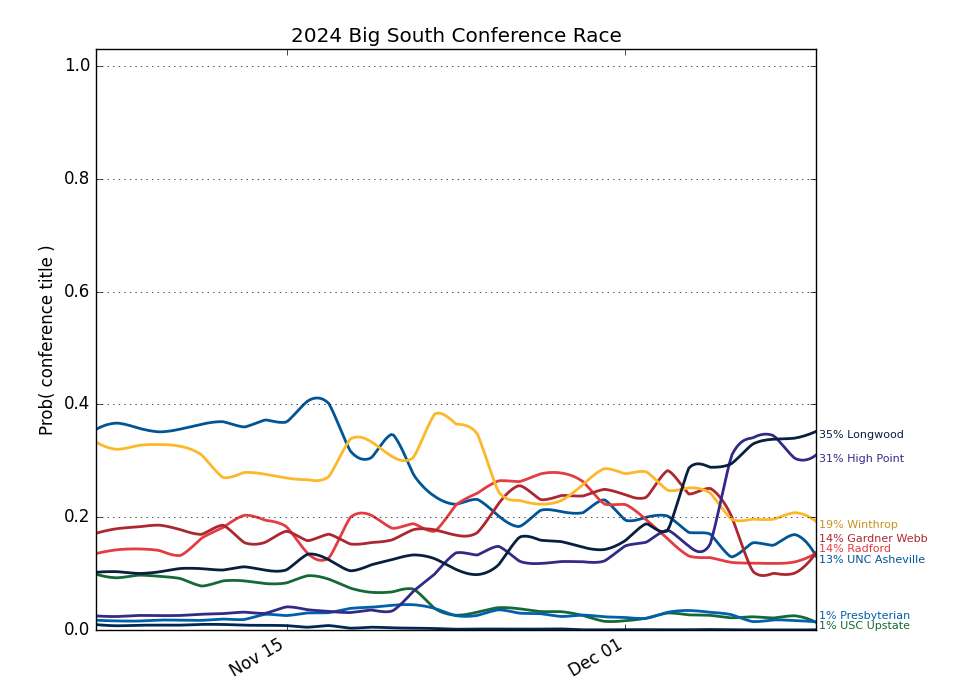 2024 Big South Conference Race
Prob( conference title )
1.0
0.8
0.6
0.4
0.2
0.0
Nov 15
Dec 01
35% Longwood
31% High Point
19% Winthrop
14% Gardner Webb
14% Radford
13% UNC Asheville
1% Presbyterian
1% USC Upstate